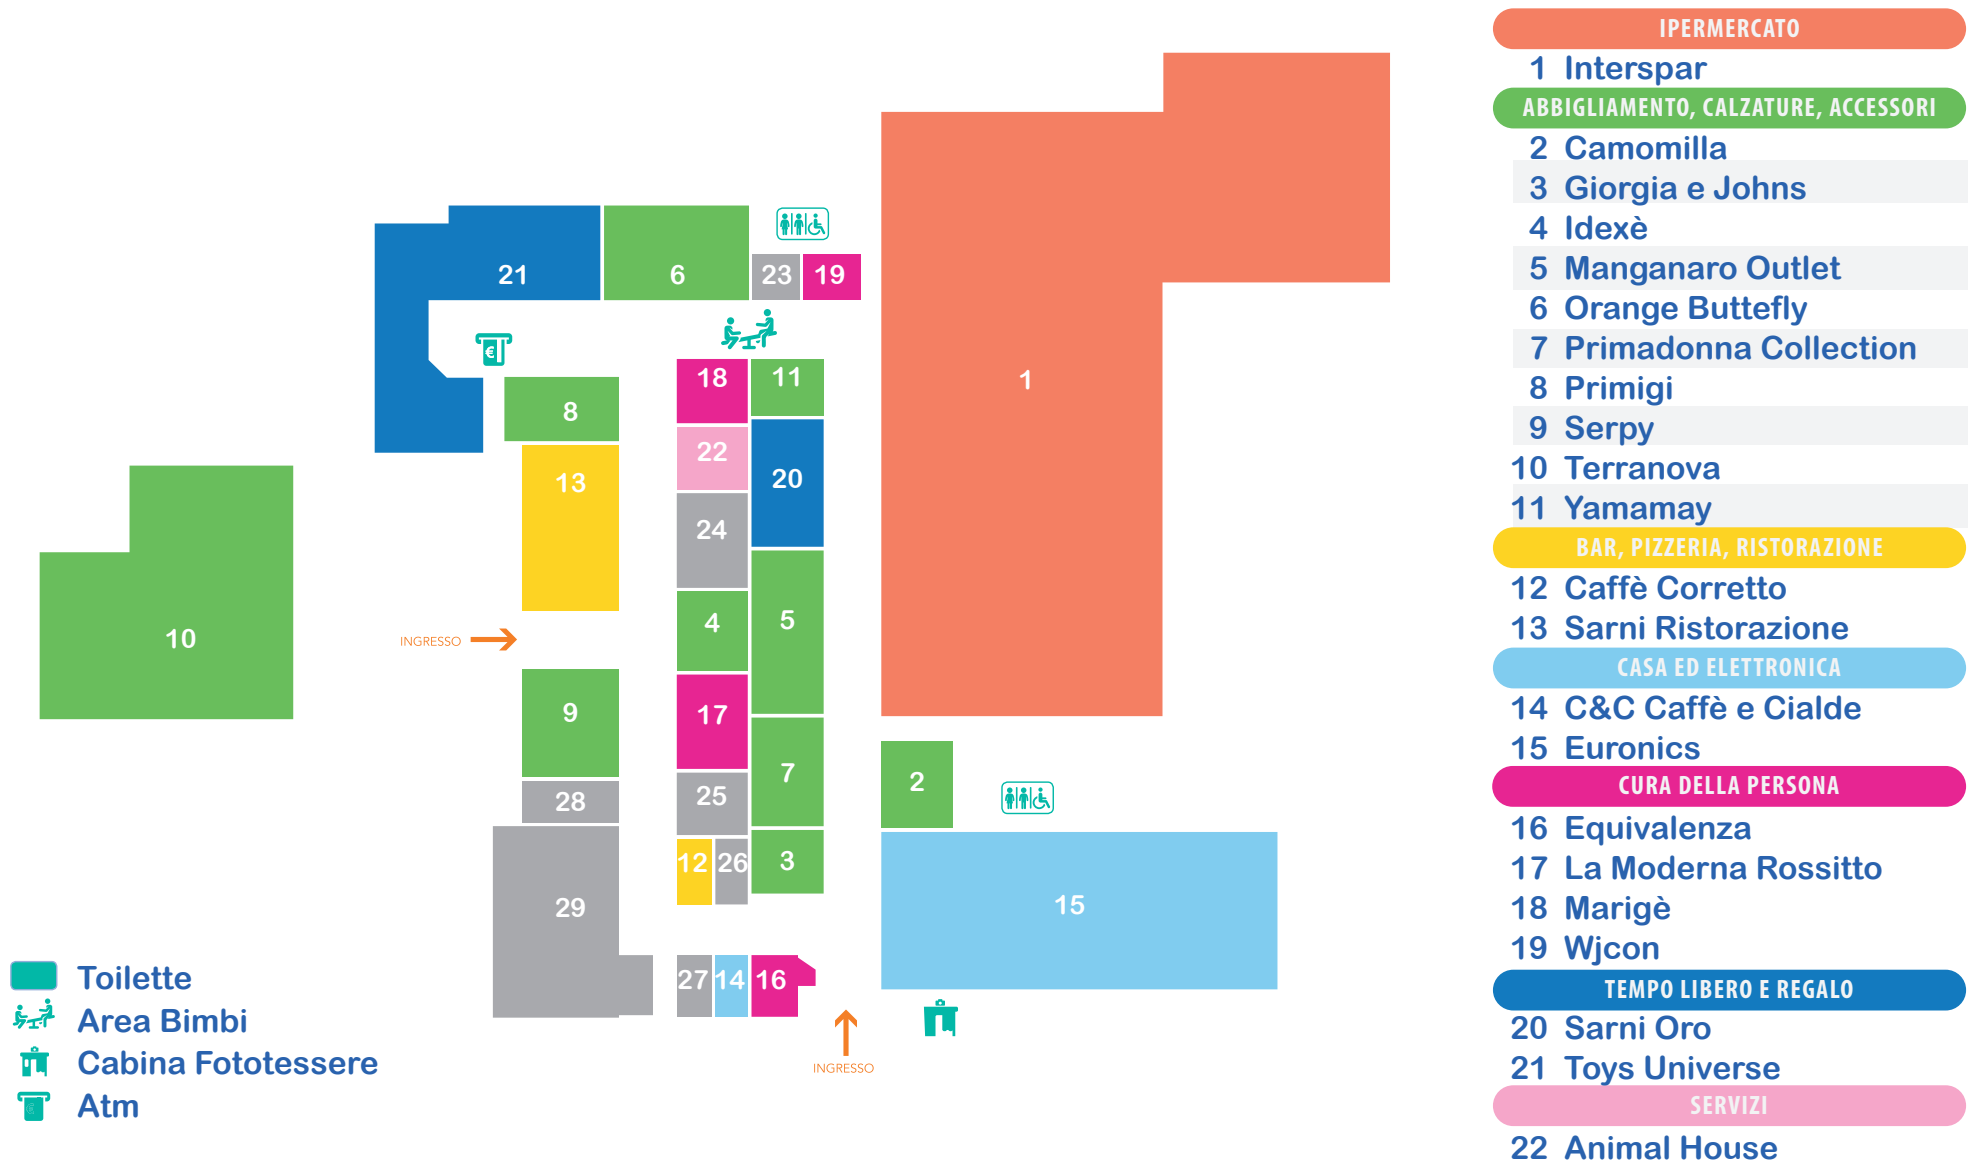 IPERMERCATO
1 Interspar
ABBIGLIAMENTO, CALZATURE, ACCESSORI
2 Camomilla
3 Giorgia e Johns
4 Idexè
5 Manganaro Outlet
6 Orange Buttefly
7 Primadonna Collection
8 Primigi
9 Serpy
10 Terranova
11 Yamamay
BAR, PIZZERIA, RISTORAZIONE
12 Caffè Corretto
13 Sarni Ristorazione
CASA ED ELETTRONICA
14 C&C Caffè e Cialde
15 Euronics
CURA DELLA PERSONA
16 Equivalenza
17 La Moderna Rossitto
18 Marigè
19 Wjcon
TEMPO LIBERO E REGALO
20 Sarni Oro
21 Toys Universe
SERVIZI
22 Animal House
21
6
23
19
€
18
11
1
8
22
20
13
24
4
5
10
INGRESSO
9
17
7
2
28
25
12
26
3
29
15
27
14
16
INGRESSO
Toilette
Area Bimbi
Cabina Fototessere
€
Atm